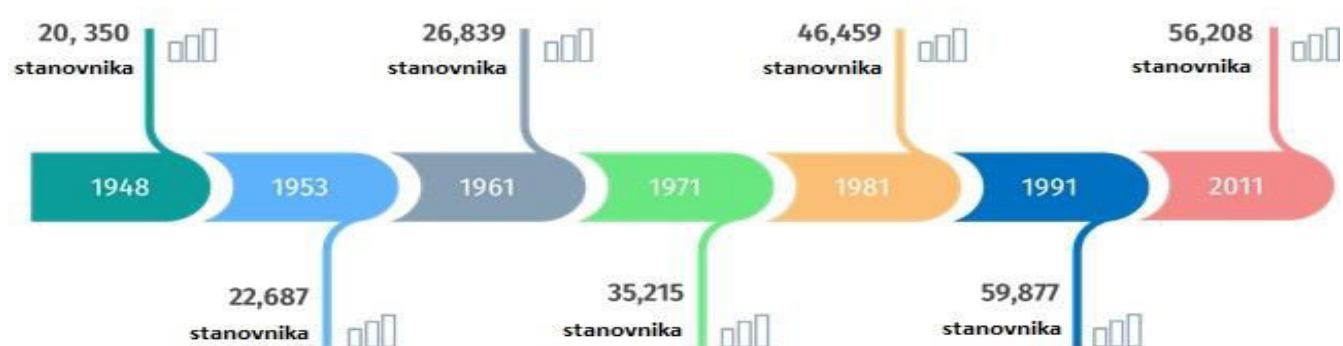 20, 350
stanovnika
26,839
stanovnika
46,459
stanovnika
56,208
stanovnika
1948
1953
1961
1971
1981
1991
2011
22,687
stanovnika
35,215
stanovnika
59,877
stanovnika